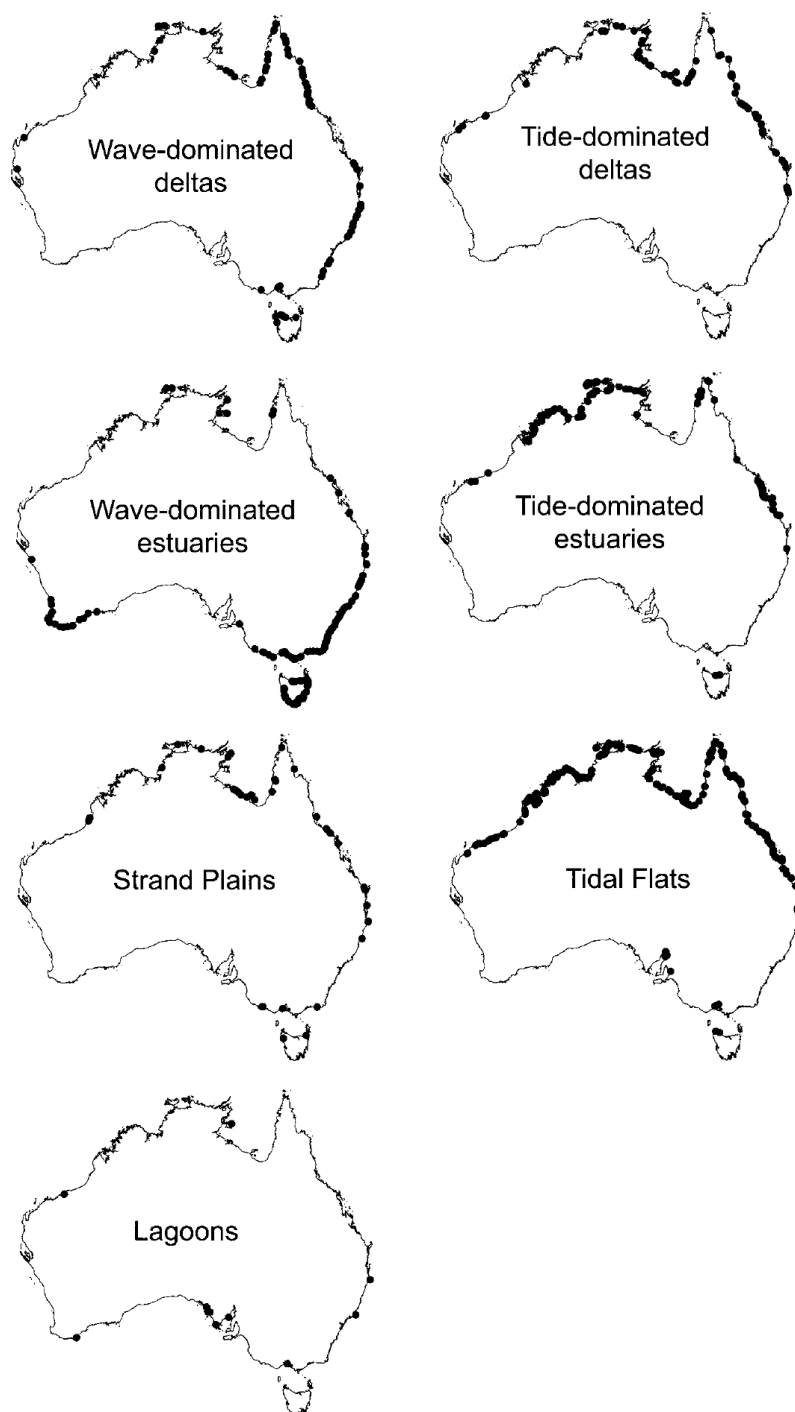 Wave-dominated
deltas
Tide-dominated
deltas
Wave-dominated
estuaries
Tide-dominated
estuaries
Strand Plains
Tidal Flats
Lagoons